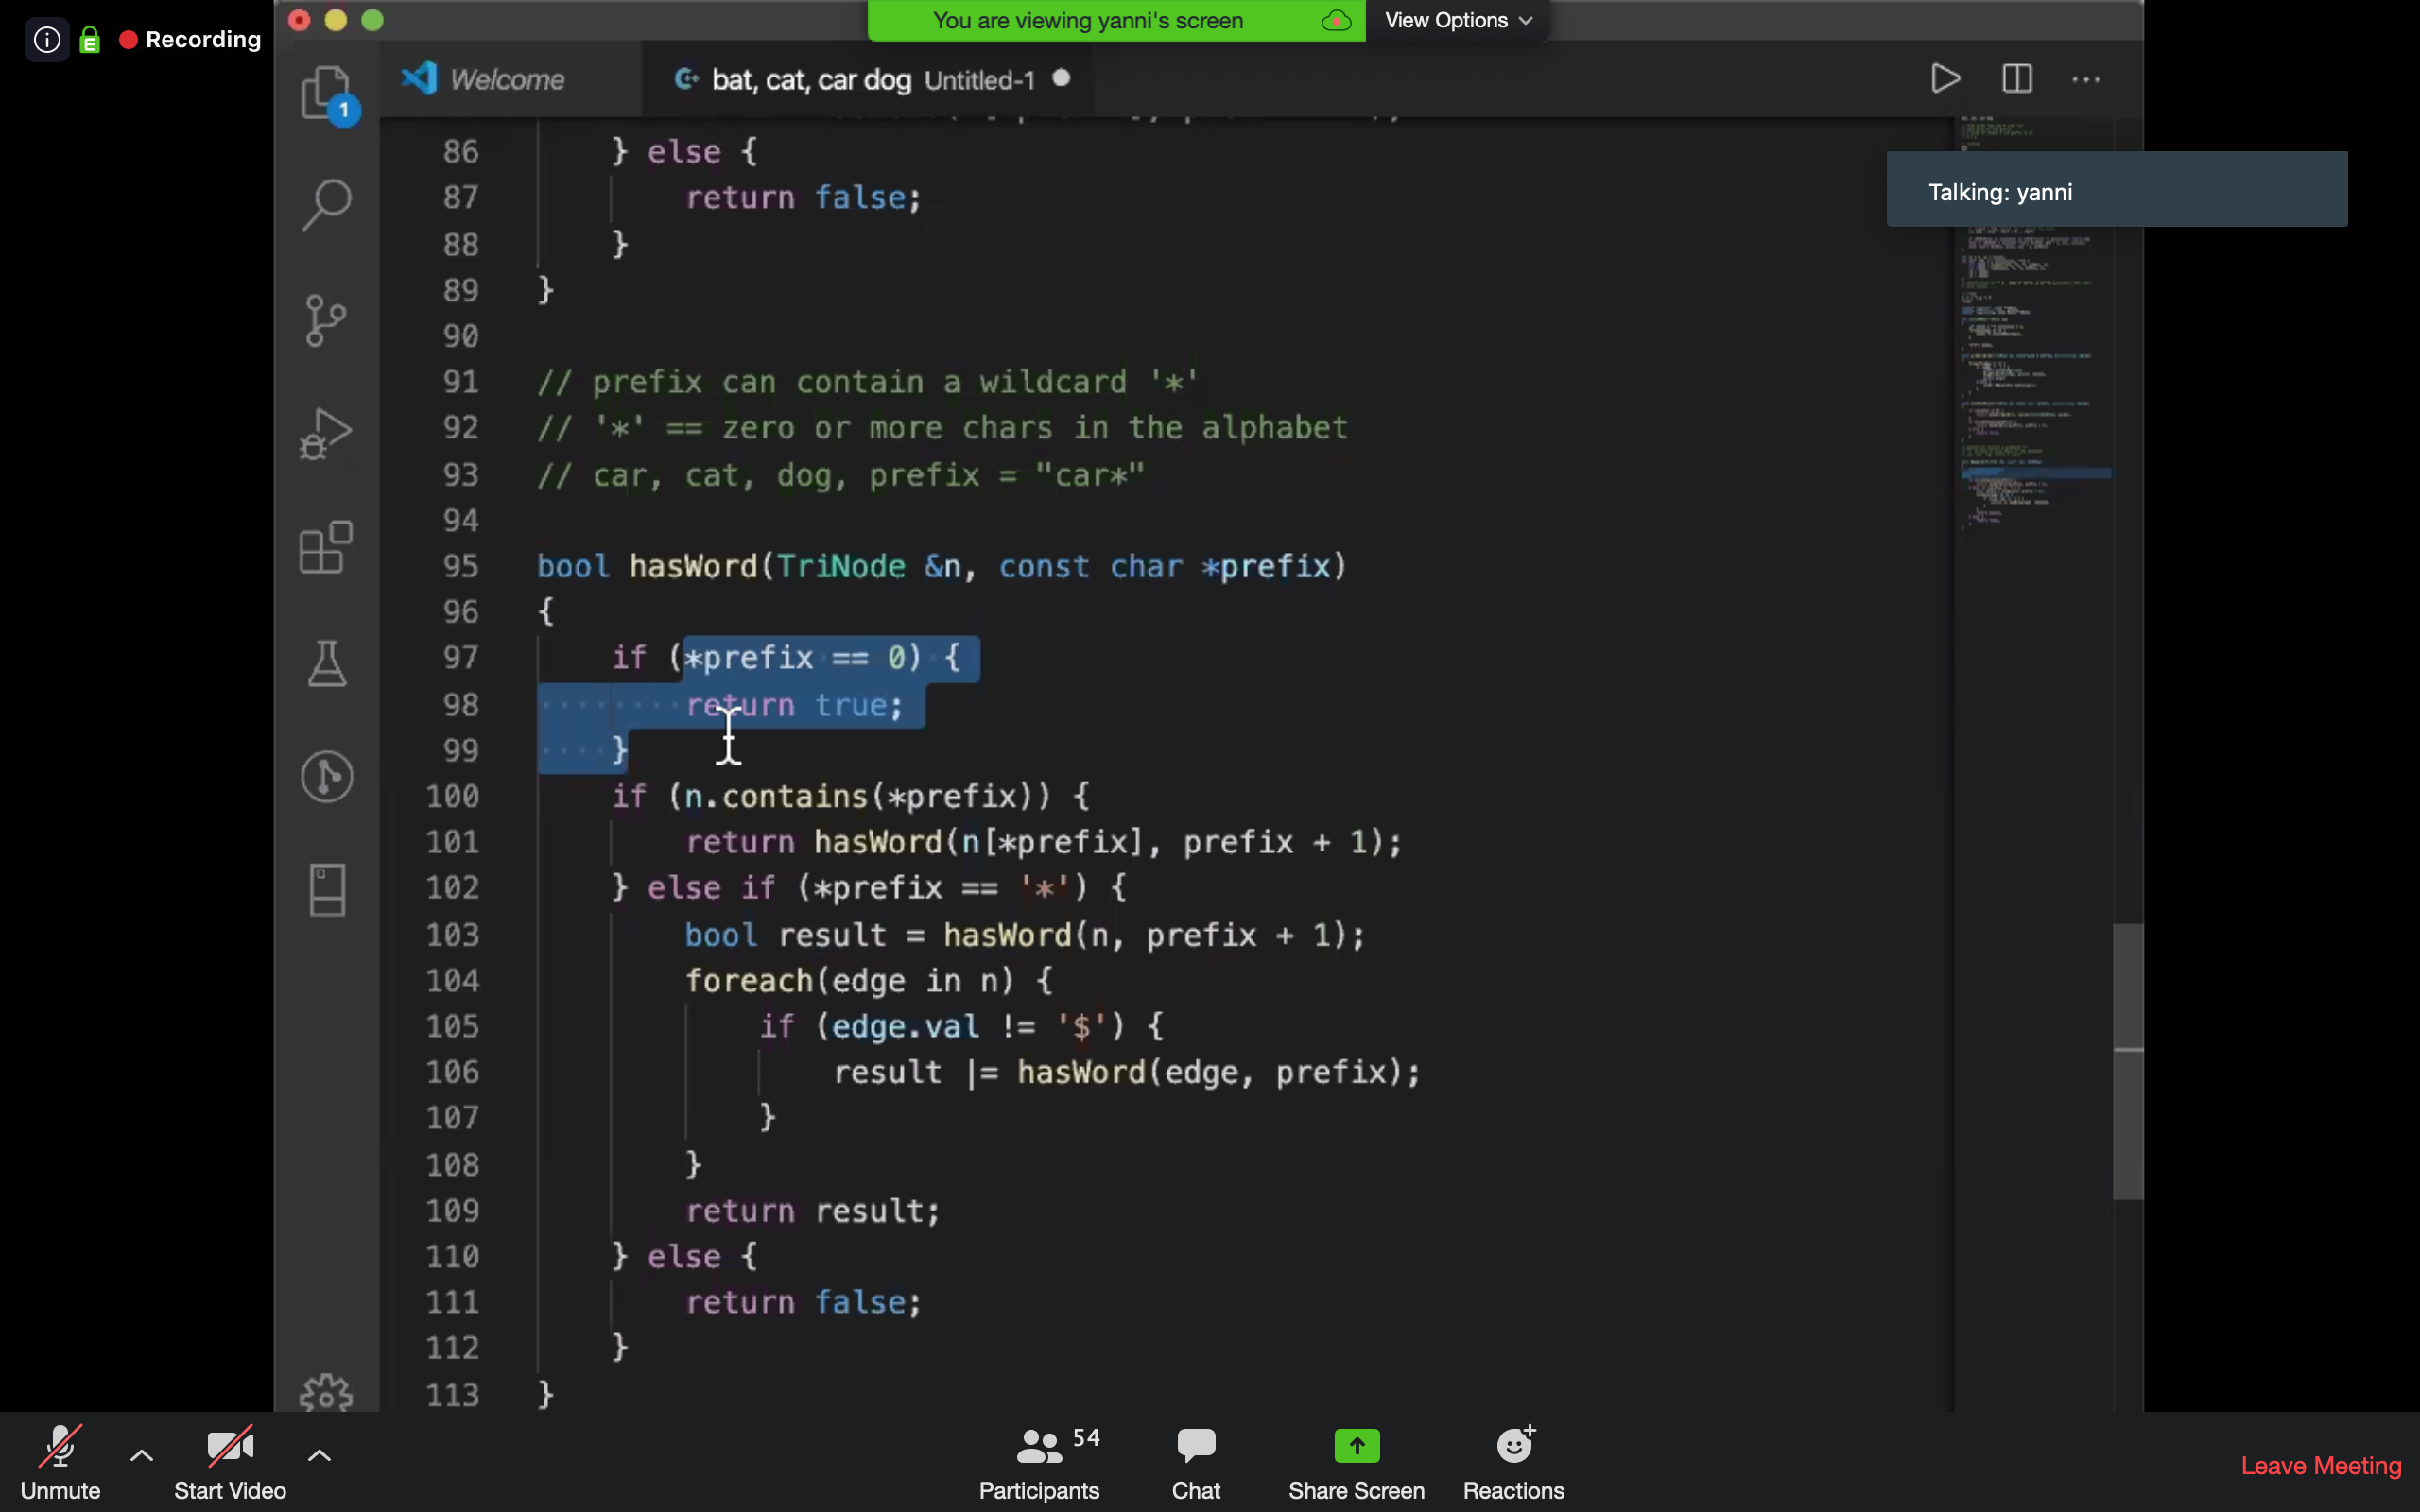 Recording
You are viewing yanni's screen
View Options
1
Welcome
bat, cat, car dog Untitled-1
Talking: yanni
86 } else {
87 return false;
88 }
89 }
90
91 // prefix can contain a wildcard '*'
92 // '*' == zero or more chars in the alphabet
93 // car, cat, dog, prefix = "car*"
94
95 bool hasWord(TriNode &n, const char *prefix)
96 {
97 if (*prefix == 0) {
98 return true;
99 }
100 if (n.contains(*prefix)) {
101 return hasWord(n[*prefix], prefix + 1);
102 } else if (*prefix == '*') {
103 bool result = hasWord(n, prefix + 1);
104 foreach(edge in n) {
105 if (edge.val != '$') {
106 result |= hasWord(edge, prefix);
107 }
108 }
109 return result;
110 } else {
111 return false;
112 }
113 }
Unmute
Start Video
54
Participants
Chat
Share Screen
Reactions
Leave Meeting